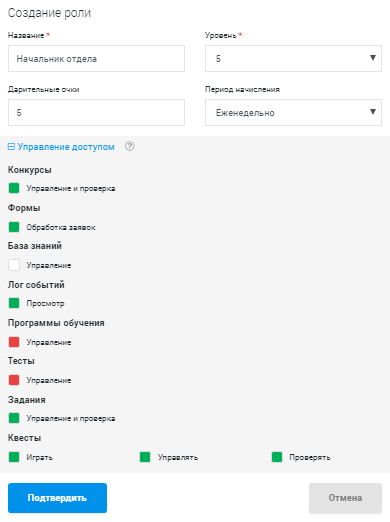 Создание роли
Название * Уровень *
Начальник отдела 5
Дарительные очки Период начисления
5 Еженедельно
Управление доступом ?
Конкурсы
Управление и проверка
Формы
Обработка заявок
База знаний
Управление
Лог событий
Просмотр
Программы обучения
Управление
Тесты
Управление
Задания
Управление и проверка
Квесты
Играть Управлять Проверять
Подтвердить Отмена